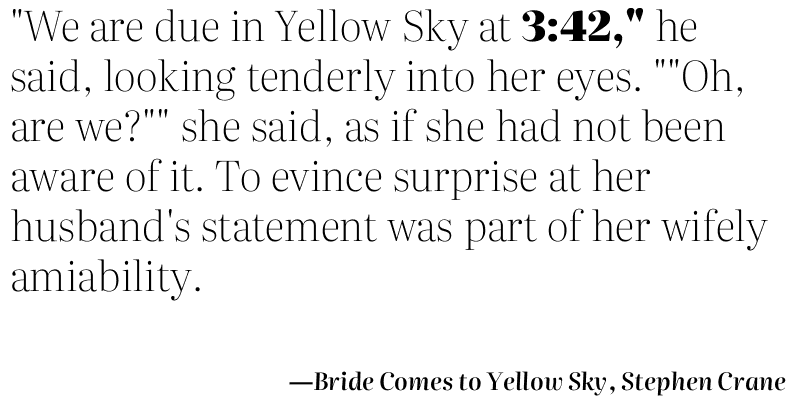 "We are due in Yellow Sky at 3:42," he
said, looking tenderly into her eyes. ""Oh,
are we?"" she said, as if she had not been
aware of it. To evince surprise at her
husband's statement was part of her wifely
amiability.
—Bride Comes to Yellow Sky, Stephen Crane